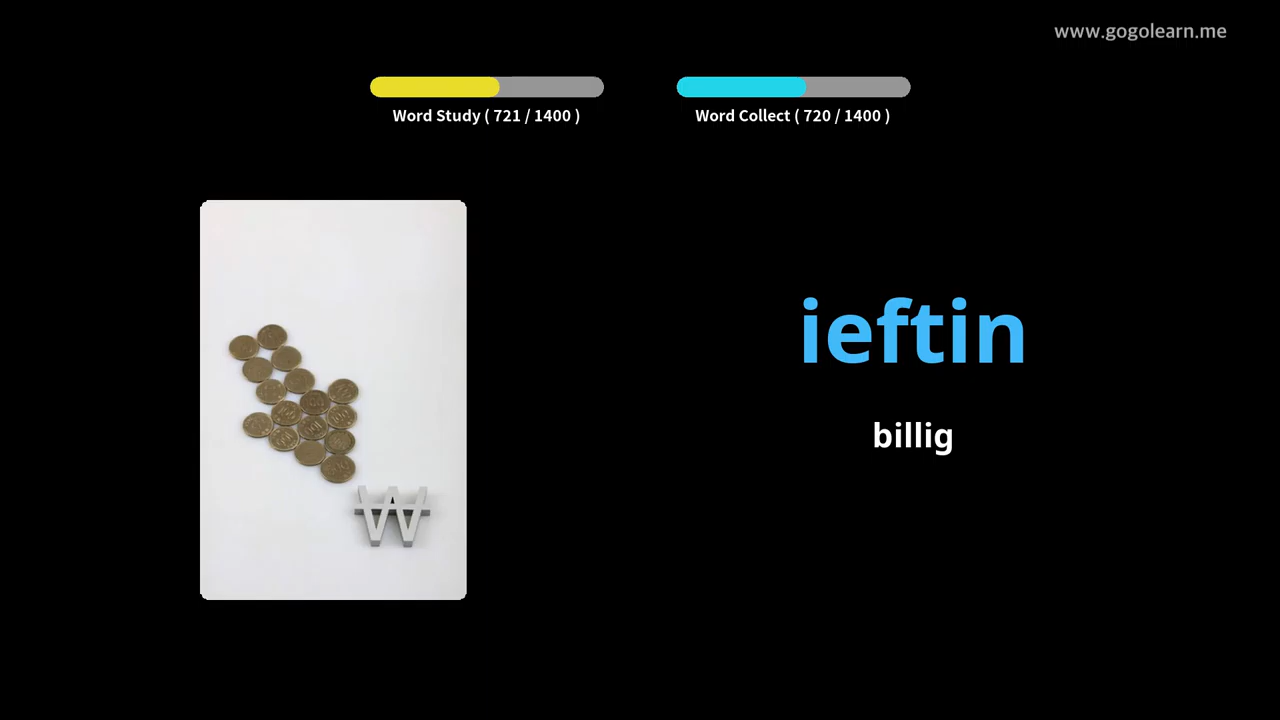 www.gogolearn.me
Word Study ( 721 / 1400 )
Word Collect ( 720 / 1400 )
ieftin
billig
₩